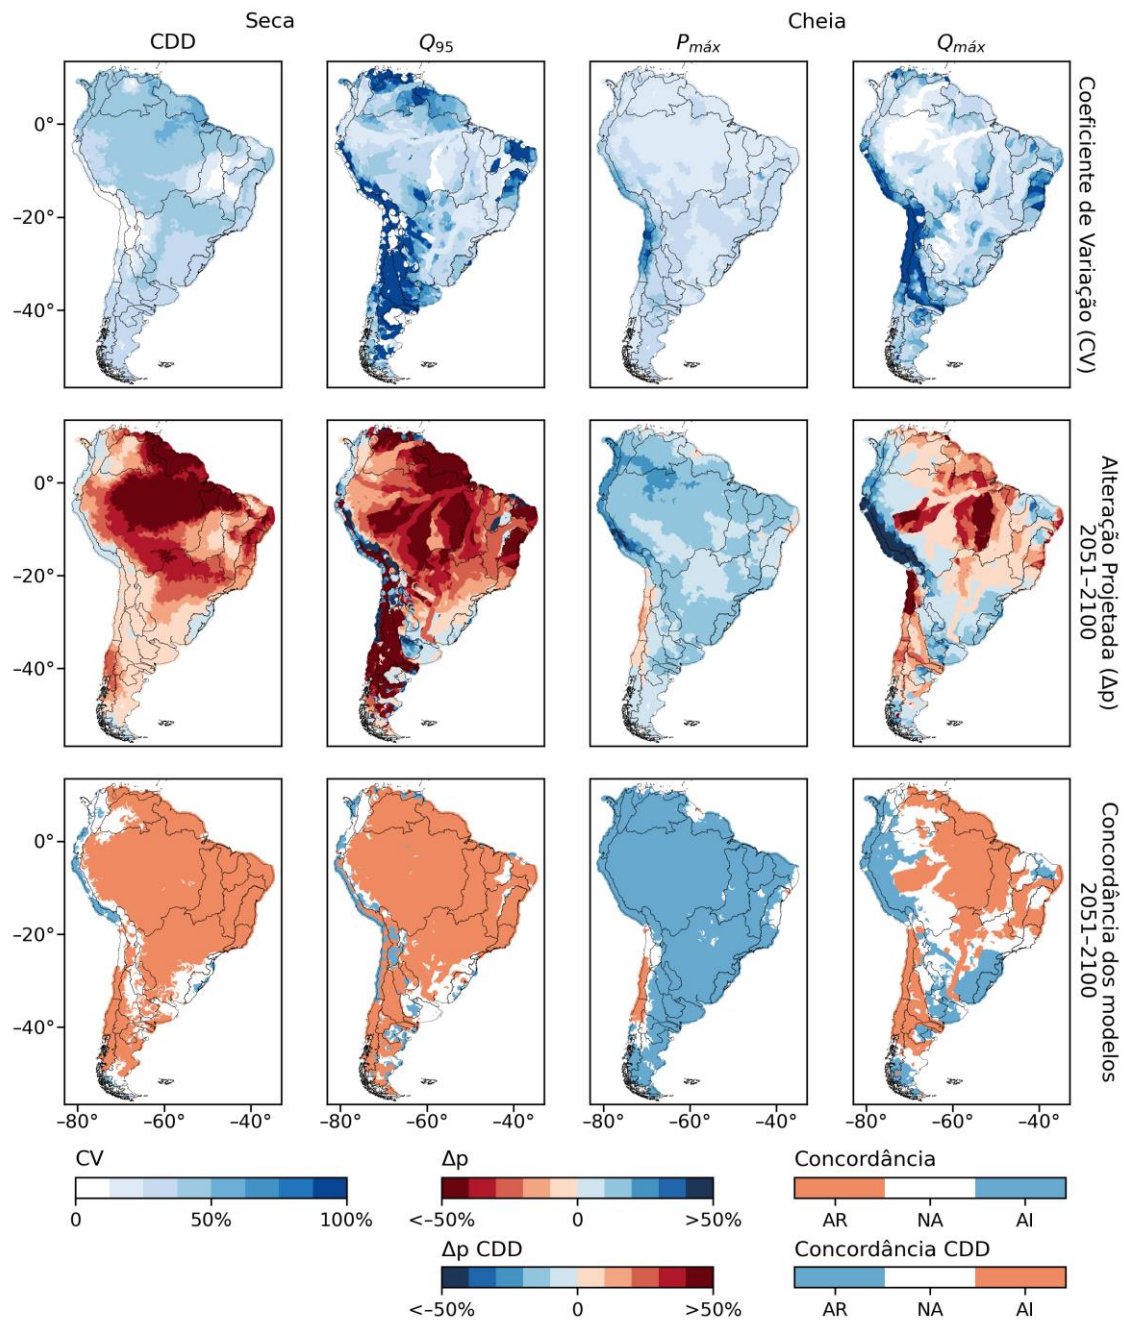 Seca Cheia
CDD Q95 Pmáx Qmáx
0°
−20°
−40°
Coeficiente de Variação (CV)
0°
−20°
−40°
Alteração Projetada (Δp)
2051–2100
0°
−20°
−40°
Concordância dos modelos
2051–2100
−80° −60° −40° −80° −60° −40° −80° −60° −40° −80° −60° −40°
CV Δp Concordância
0 50% 100% <−50% 0 >50% AR NA AI
Δp CDD Concordância CDD
<−50% 0 >50% AR NA AI